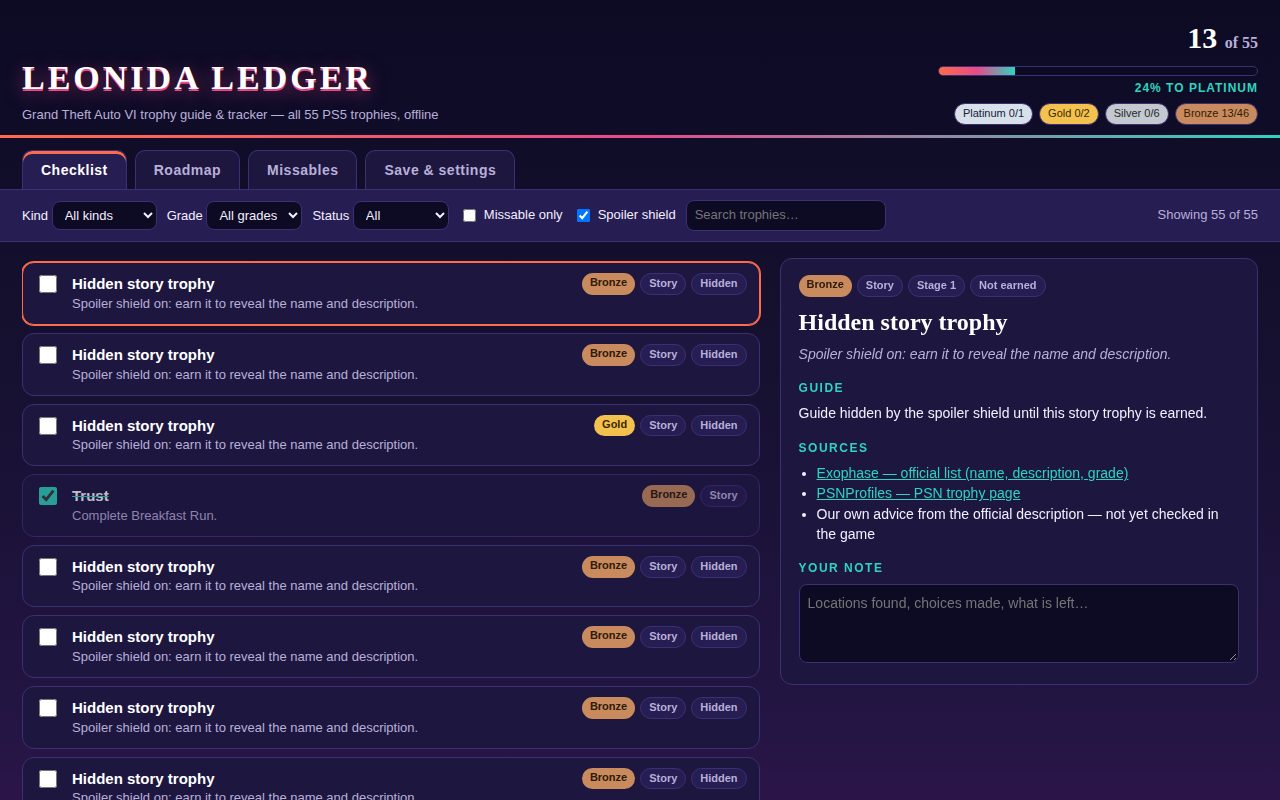 13 of 55
LEONIDA LEDGER
24% TO PLATINUM
Grand Theft Auto VI trophy guide & tracker — all 55 PS5 trophies, offline
Platinum 0/1 Gold 0/2 Silver 0/6 Bronze 13/46
Checklist Roadmap Missables Save & settings
Kind All kinds Grade All grades Status All Missable only Spoiler shield Search trophies… Showing 55 of 55
Hidden story trophy Bronze Story Hidden
Spoiler shield on: earn it to reveal the name and description.
Hidden story trophy Bronze Story Hidden
Spoiler shield on: earn it to reveal the name and description.
Hidden story trophy Gold Story Hidden
Spoiler shield on: earn it to reveal the name and description.
Trust Bronze Story
Complete Breakfast Run.
Hidden story trophy Bronze Story Hidden
Spoiler shield on: earn it to reveal the name and description.
Hidden story trophy Bronze Story Hidden
Spoiler shield on: earn it to reveal the name and description.
Hidden story trophy Bronze Story Hidden
Spoiler shield on: earn it to reveal the name and description.
Hidden story trophy Bronze Story Hidden
Spoiler shield on: earn it to reveal the name and description.
Bronze Story Stage 1 Not earned
Hidden story trophy
Spoiler shield on: earn it to reveal the name and description.
GUIDE
Guide hidden by the spoiler shield until this story trophy is earned.
SOURCES
Exophase — official list (name, description, grade)
PSNProfiles — PSN trophy page
Our own advice from the official description — not yet checked in
the game
YOUR NOTE
Locations found, choices made, what is left…